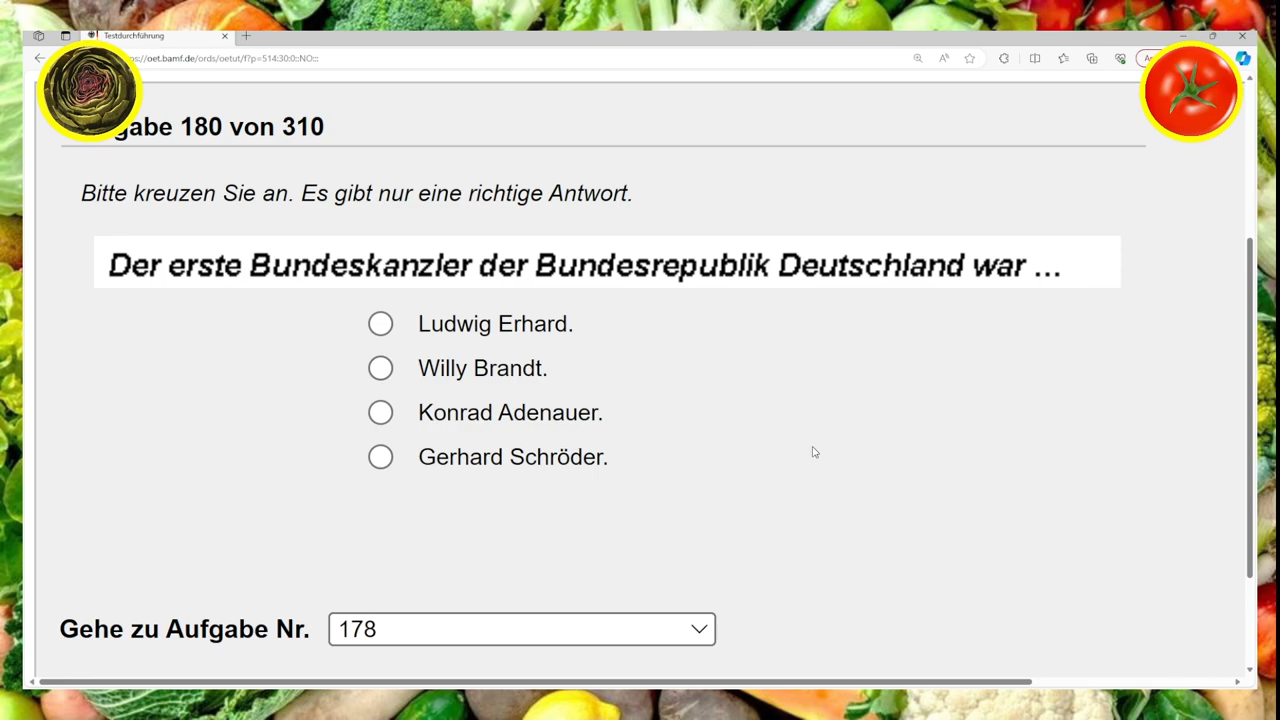 Testdurchführung
://oet.bamf.de/ords/oetut/f?p=514:30:0::NO:::
gabe 180 von 310
Bitte kreuzen Sie an. Es gibt nur eine richtige Antwort.
Der erste Bundeskanzler der Bundesrepublik Deutschland war ...
Ludwig Erhard.
Willy Brandt.
Konrad Adenauer.
Gerhard Schröder.
Gehe zu Aufgabe Nr. 178